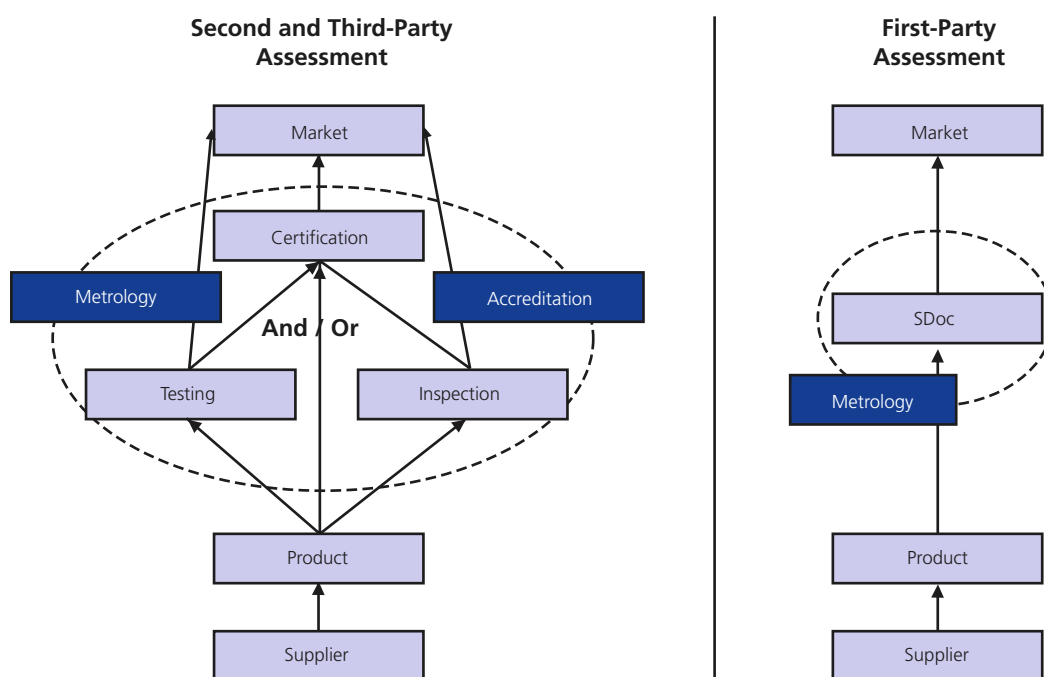 Second and Third-Party
Assessment
Market
Certification
Metrology
Accreditation
And / Or
Testing
Inspection
Product
Supplier
First-Party
Assessment
Market
SDoc
Metrology
Product
Supplier